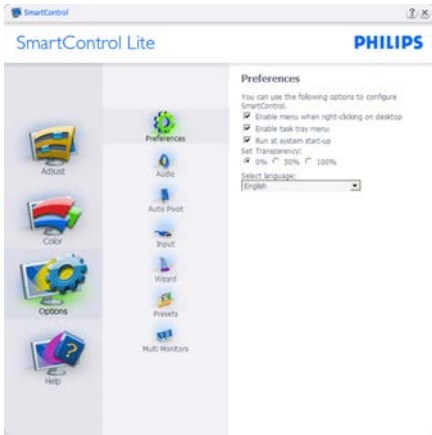 SmartControl
SmartControl Lite
PHILIPS
Adjust
Color
Options
Help
Preferences
Audio
Auto Pivot
Input
Wizard
Presets
Multi Monitors
Preferences
You can use the following options to configure
SmartControl.
Enable menu when right-clicking on desktop
Enable task tray menu
Run at system start-up
Set Transparency:
0% 50% 100%
Select language:
English